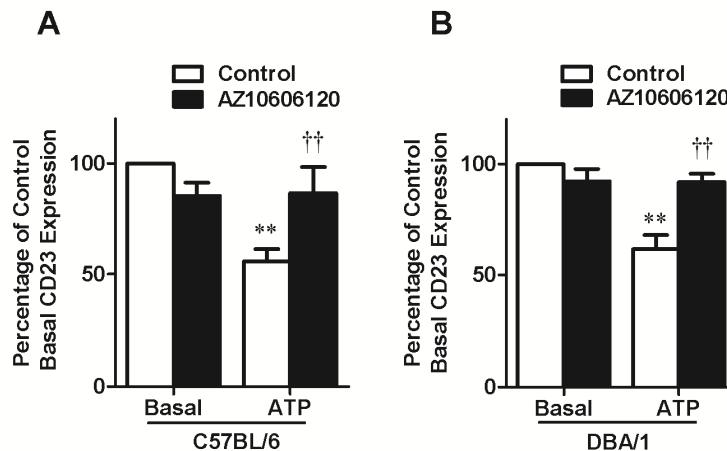 A
Control
AZ10606120
Percentage of Control
Basal CD23 Expression
100
50
0
**
††
Basal
ATP
C57BL/6
B
Control
AZ10606120
Percentage of Control
Basal CD23 Expression
100
50
0
**
††
Basal
ATP
DBA/1